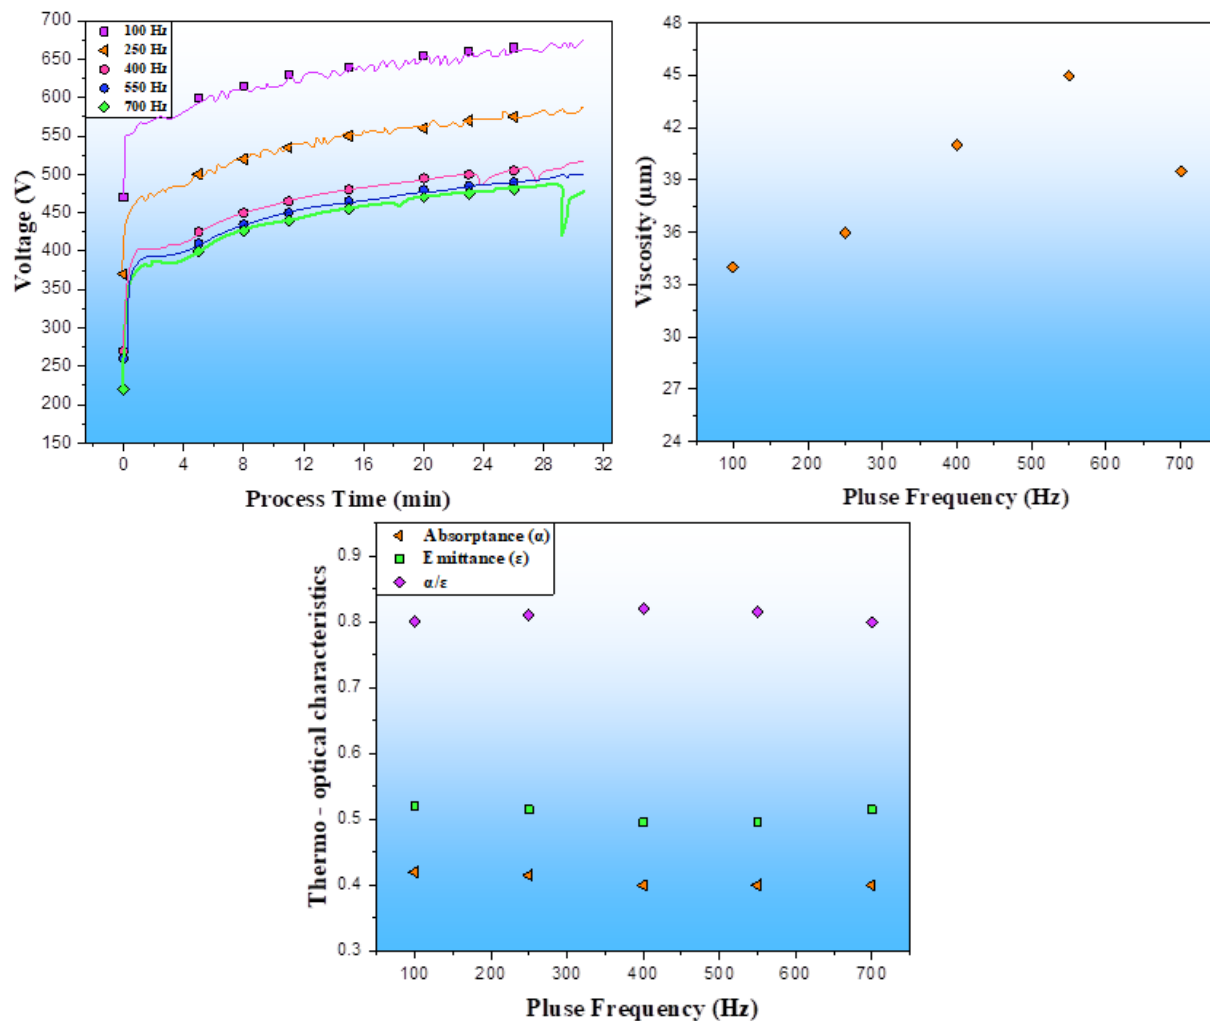 700
650
600
550
500
450
400
350
300
250
200
150
Voltage (V)
100 Hz
250 Hz
400 Hz
550 Hz
700 Hz
0 4 8 12 16 20 24 28 32
Process Time (min)
48
45
42
39
36
33
30
27
24
Viscosity (μm)
100 200 300 400 500 600 700
Pluse Frequency (Hz)
0.9
0.8
0.7
0.6
0.5
0.4
0.3
Thermo - optical characteristics
Absorptance (α)
Emittance (ε)
α/ε
100 200 300 400 500 600 700
Pluse Frequency (Hz)